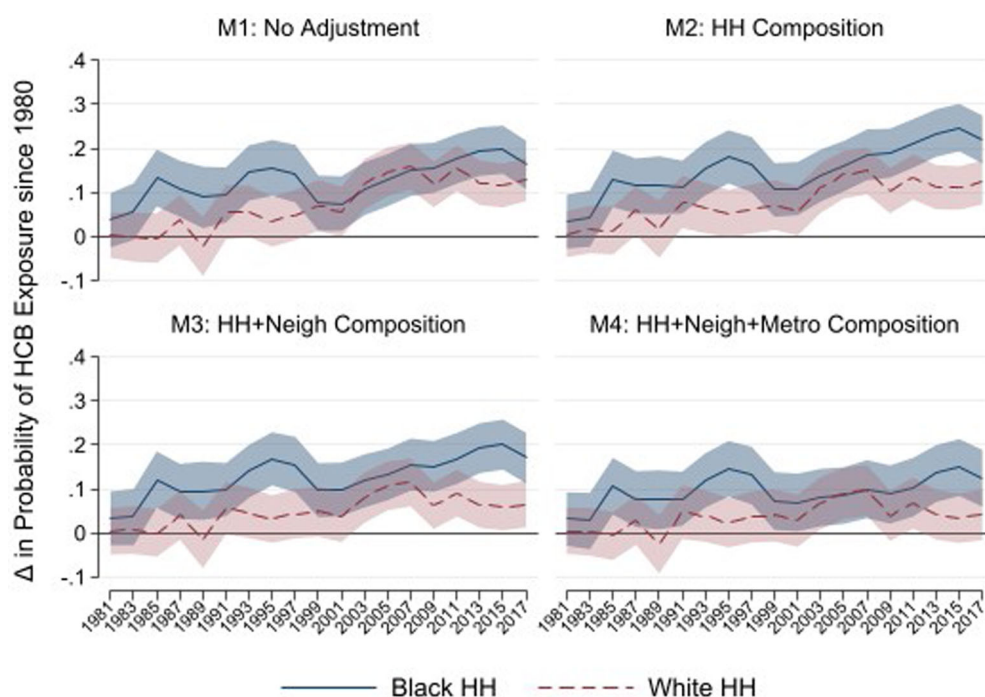 M1: No Adjustment
M2: HH Composition
Δ in Probability of HCB Exposure since 1980
.4
.3
.2
.1
0
-.1
M3: HH+Neigh Composition
M4: HH+Neigh+Metro Composition
.4
.3
.2
.1
0
-.1
1981 1983 1985 1987 1989 1991 1993 1995 1997 1999 2001 2003 2005 2007 2009 2011 2013 2015 2017
1981 1983 1985 1987 1989 1991 1993 1995 1997 1999 2001 2003 2005 2007 2009 2011 2013 2015 2017
Black HH
White HH